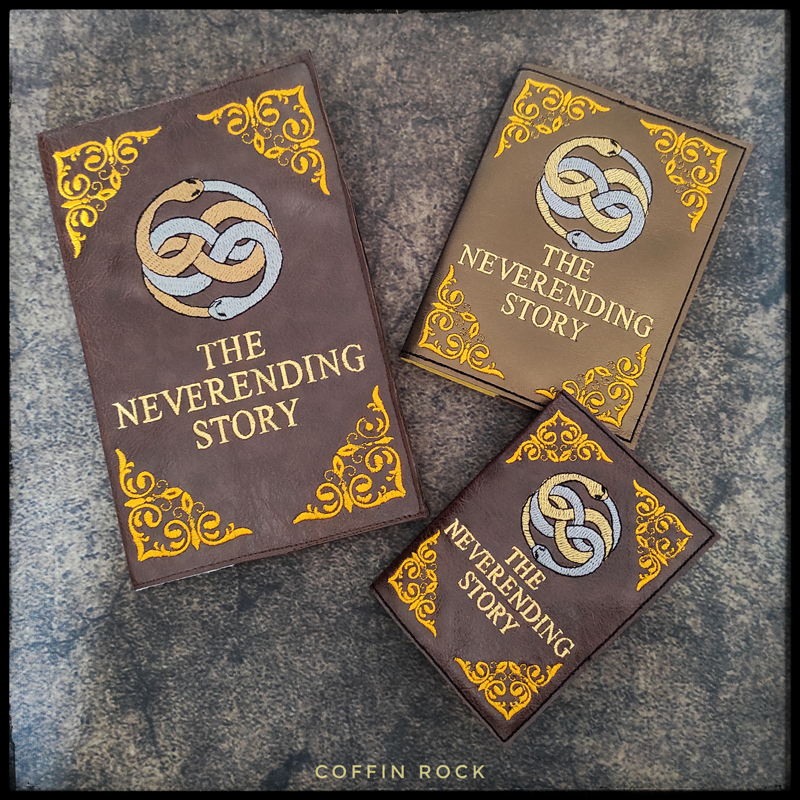 THE
NEVERENDING
STORY
THE
NEVERENDING
STORY
THE
NEVERENDING
STORY
COFFIN ROCK